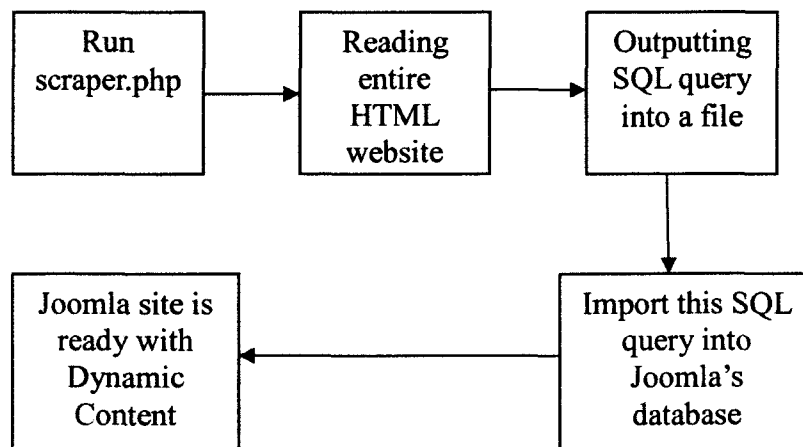 Run
scraper.php
Reading
entire
HTML
website
Outputting
SQL query
into a file
Import this SQL
query into
Joomla's
database
Joomla site is
ready with
Dynamic
Content